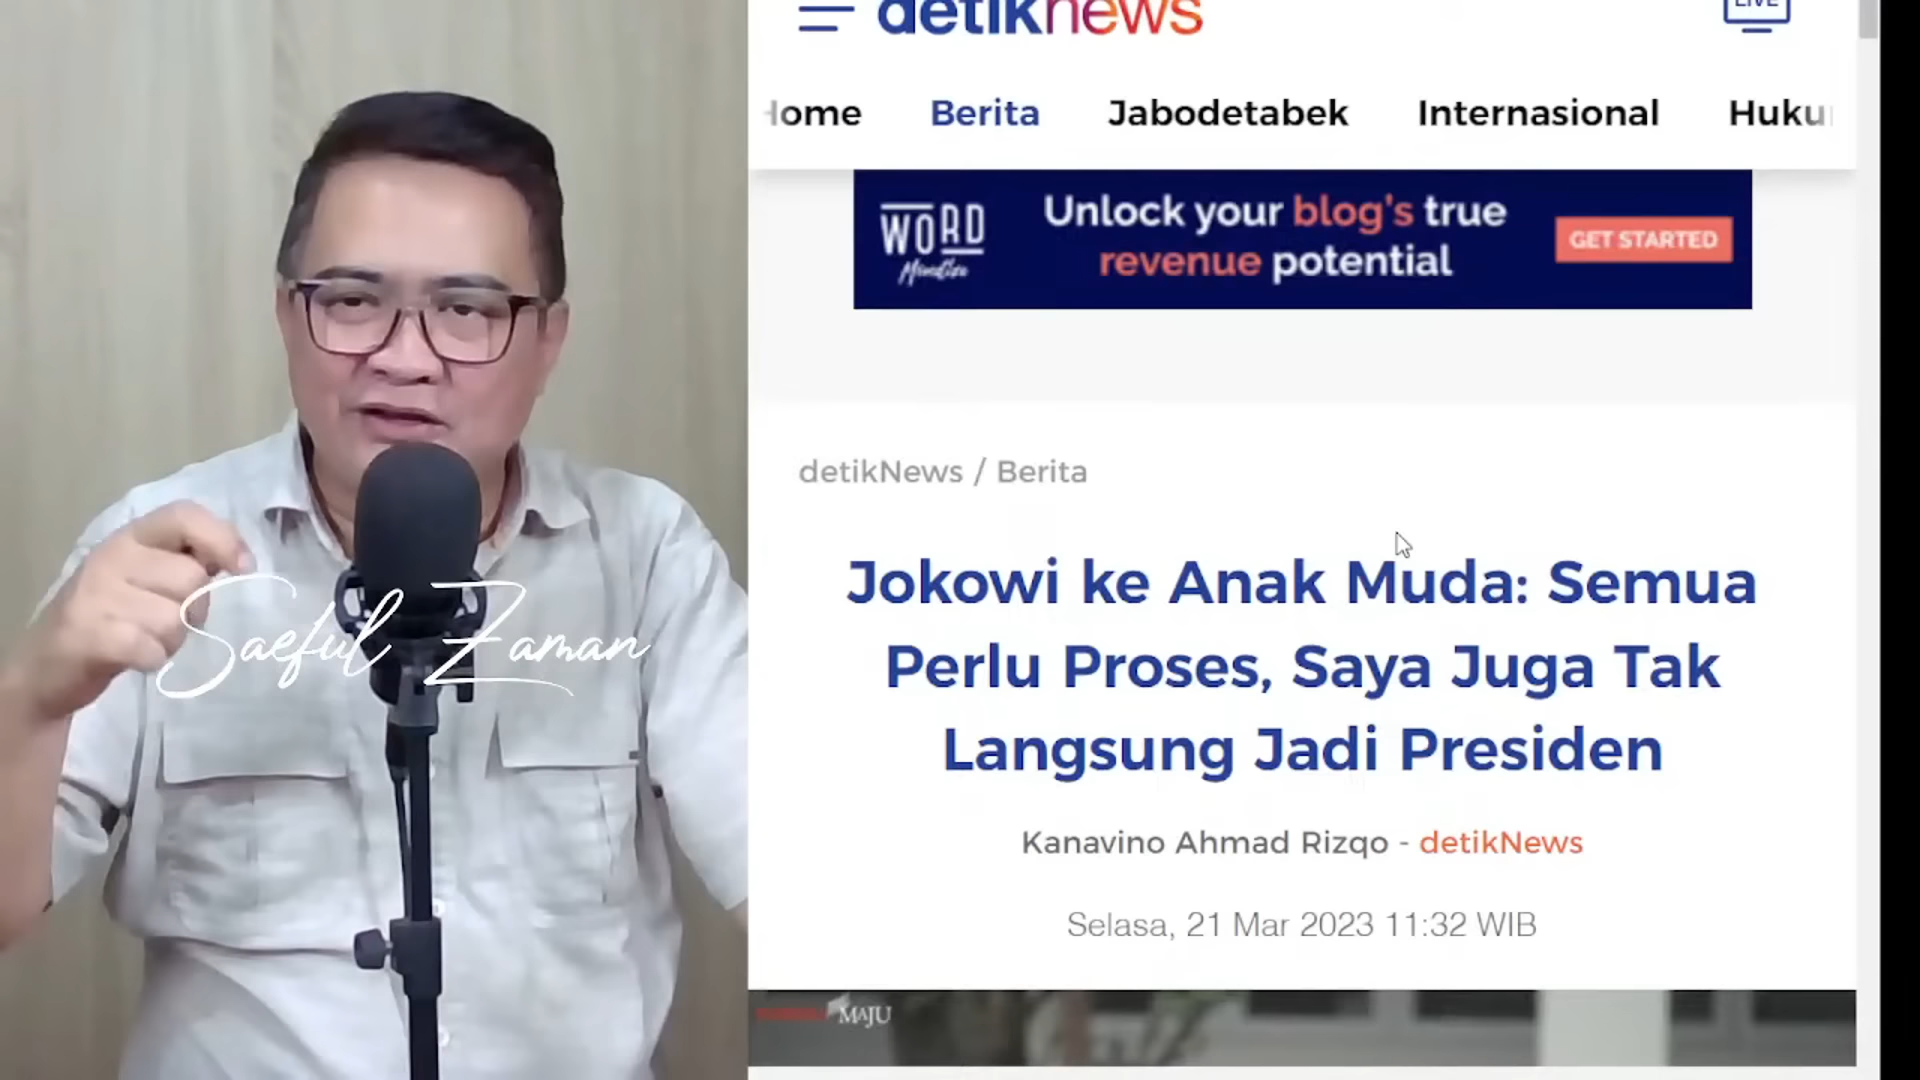 detiknews
LIVE
Home Berita Jabodetabek Internasional Huku
WORD
Unlock your blog's true
revenue potential
GET STARTED
detikNews / Berita
Jokowi ke Anak Muda: Semua
Perlu Proses, Saya Juga Tak
Langsung Jadi Presiden
Kanavino Ahmad Rizqo - detikNews
Selasa, 21 Mar 2023 11:32 WIB
MAJU
Saeful Zaman